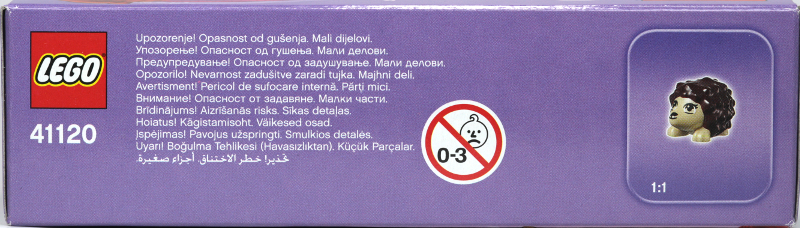 LEGO
41120
Upozorenje! Opasnost od gušenja. Mali dijelovi.
Упозорење! Опасност од гушења. Мали делови.
Предупредување! Опасност од задушување. Мали делови.
Opozorilo! Nevarnost zadušitve zaradi tujka. Majhni deli.
Avertisment! Pericol de sufocare internă. Părţi mici.
Внимание! Опасност от задавяне. Малки части.
Brīdinājums! Aizrīšanās risks. Sīkas detaļas.
Hoiatus! Kägistamisoht. Väikesed osad.
Įspėjimas! Pavojus užspringti. Smulkios detalės.
Uyarı! Boğulma Tehlikesi (Havasızlıktan). Küçük Parçalar.
تحذير! خطر الاختناق. أجزاء صغيرة.
0-3
1:1